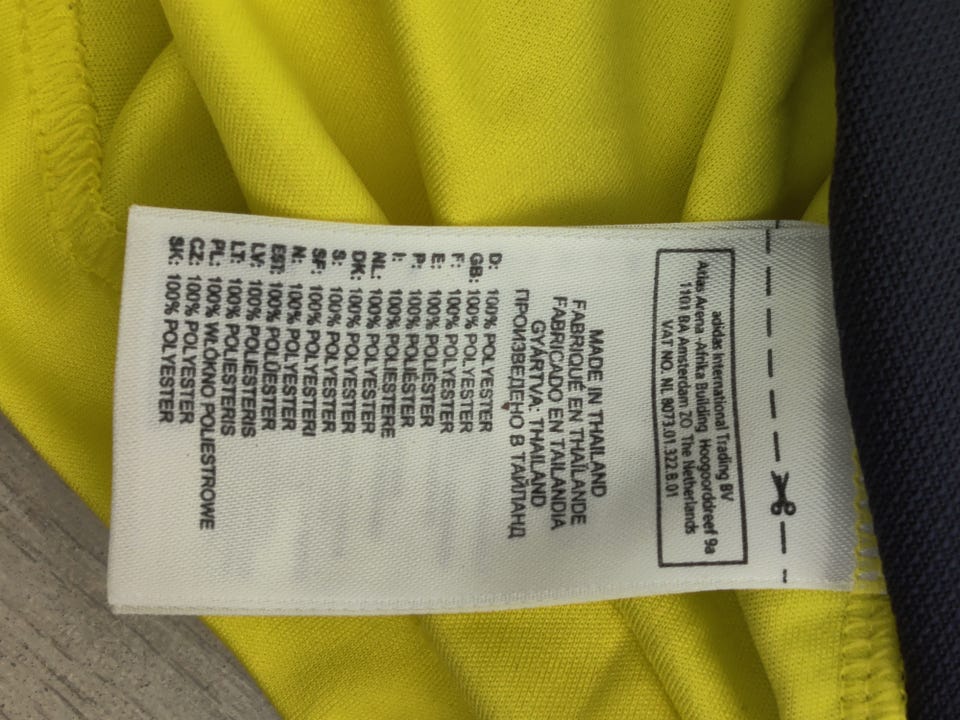 adidas International Trading BV
Atlas Arena -Afrika Building Hoogoorddreef 9a
1101 BA Amsterdam ZO The Netherlands
VAT NO. NL 8073.01.322.B.01
MADE IN THAILAND
FABRIQUÉ EN THAÏLANDE
FABRICADO EN TAILANDIA
GYÁRTVA: THAILAND
ПРОИЗВЕДЕНО В ТАЙЛАНД
D: 100% POLYESTER
GB: 100% POLYESTER
F: 100% POLYESTER
E: 100% POLIÉSTER
P: 100% POLIÉSTER
I: 100% POLIESTERE
NL: 100% POLYESTER
DK: 100% POLYESTER
S: 100% POLYESTER
SF: 100% POLYESTERI
N: 100% POLYESTER
EST: 100% POLÜESTER
LV: 100% POLIESTERIS
LT: 100% POLIESTERIS
PL: 100% WŁÓKNO POLIESTROWE
CZ: 100% POLYESTER
SK: 100% POLYESTER